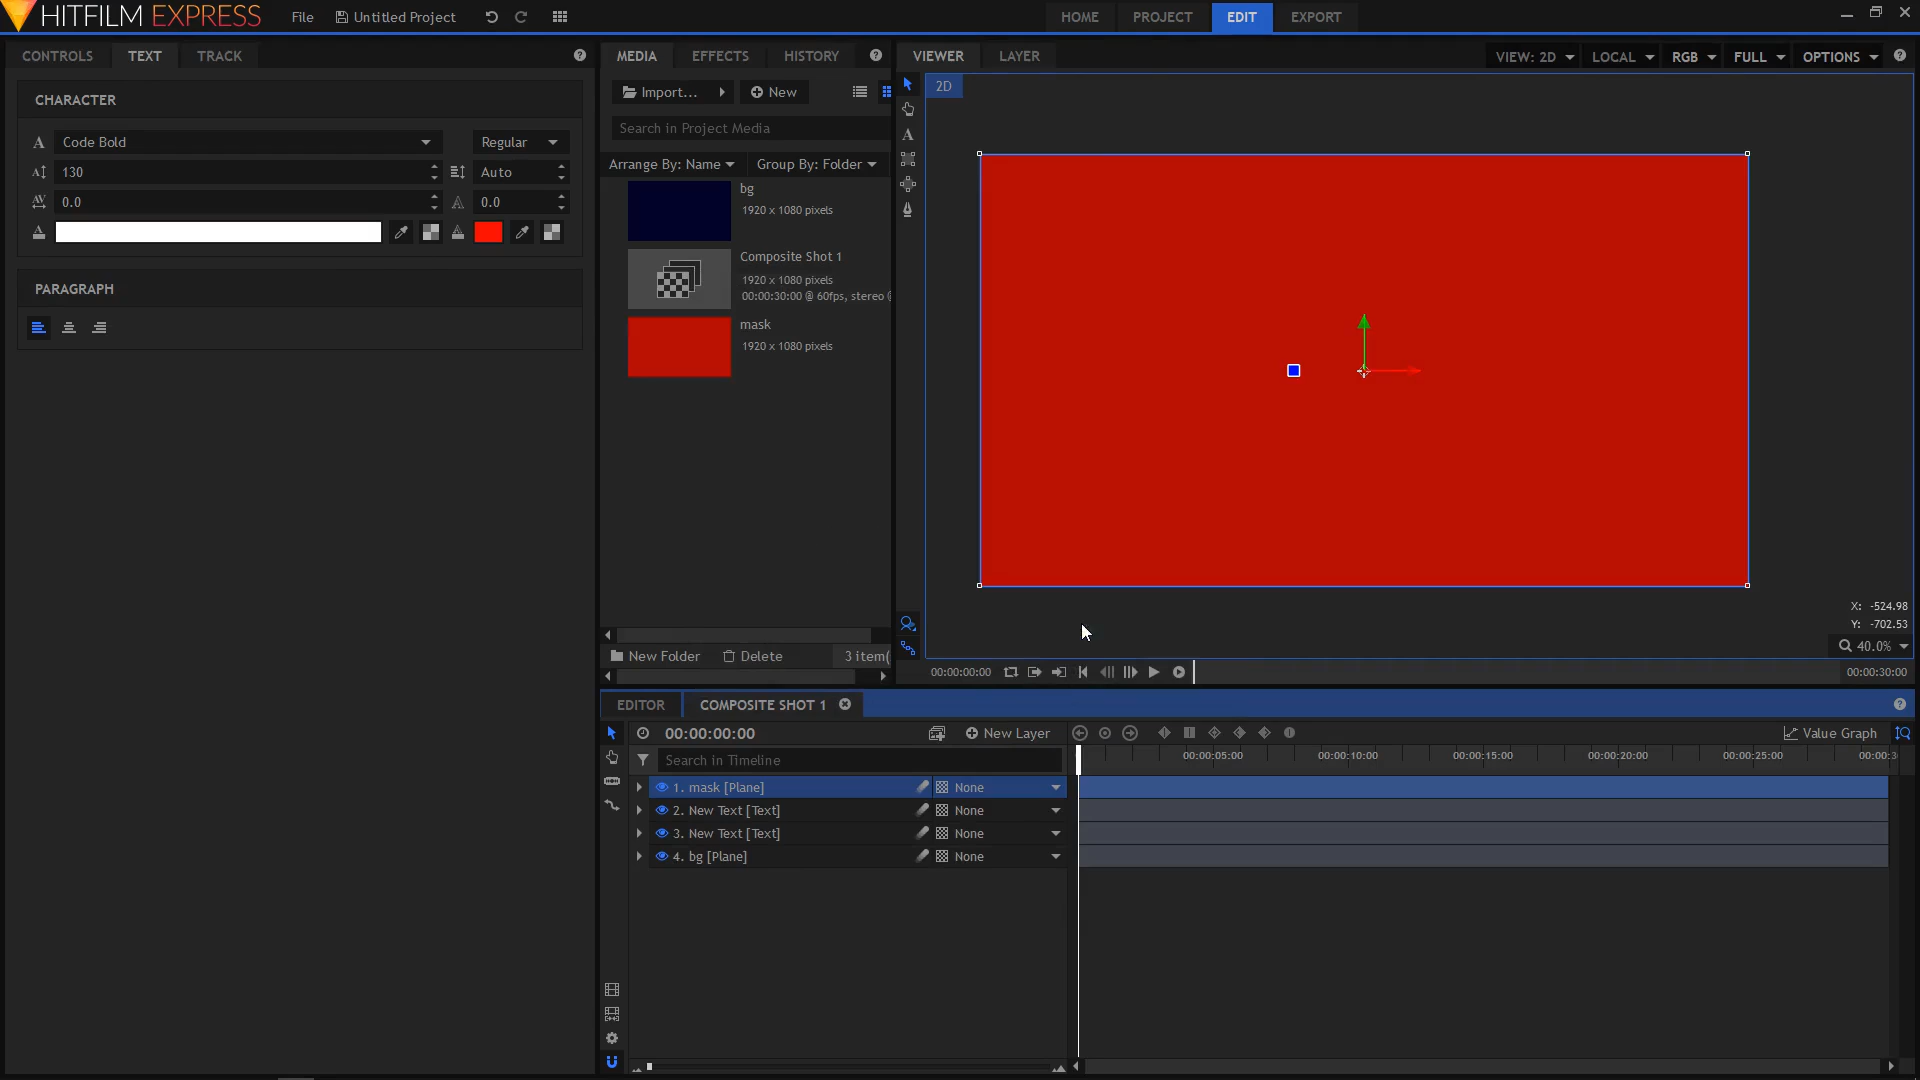 HITFILM EXPRESS
File
Untitled Project
HOME
PROJECT
EDIT
EXPORT
CONTROLS
TEXT
TRACK
CHARACTER
Code Bold
Regular
130
Auto
0.0
0.0
PARAGRAPH
MEDIA
EFFECTS
HISTORY
Import...
New
Search in Project Media
Arrange By: Name
Group By: Folder
bg
1920 x 1080 pixels
Composite Shot 1
1920 x 1080 pixels
00:00:30:00 @ 60fps, stereo @
mask
1920 x 1080 pixels
New Folder
Delete
3 item(
VIEWER
LAYER
VIEW: 2D
LOCAL
RGB
FULL
OPTIONS
2D
X: -524.98
Y: -702.53
40.0%
00:00:00:00
00:00:30:00
EDITOR
COMPOSITE SHOT 1
00:00:00:00
New Layer
Value Graph
Search in Timeline
00:00:05:00
00:00:10:00
00:00:15:00
00:00:20:00
00:00:25:00
00:00:3
1. mask [Plane]
None
2. New Text [Text]
None
3. New Text [Text]
None
4. bg [Plane]
None